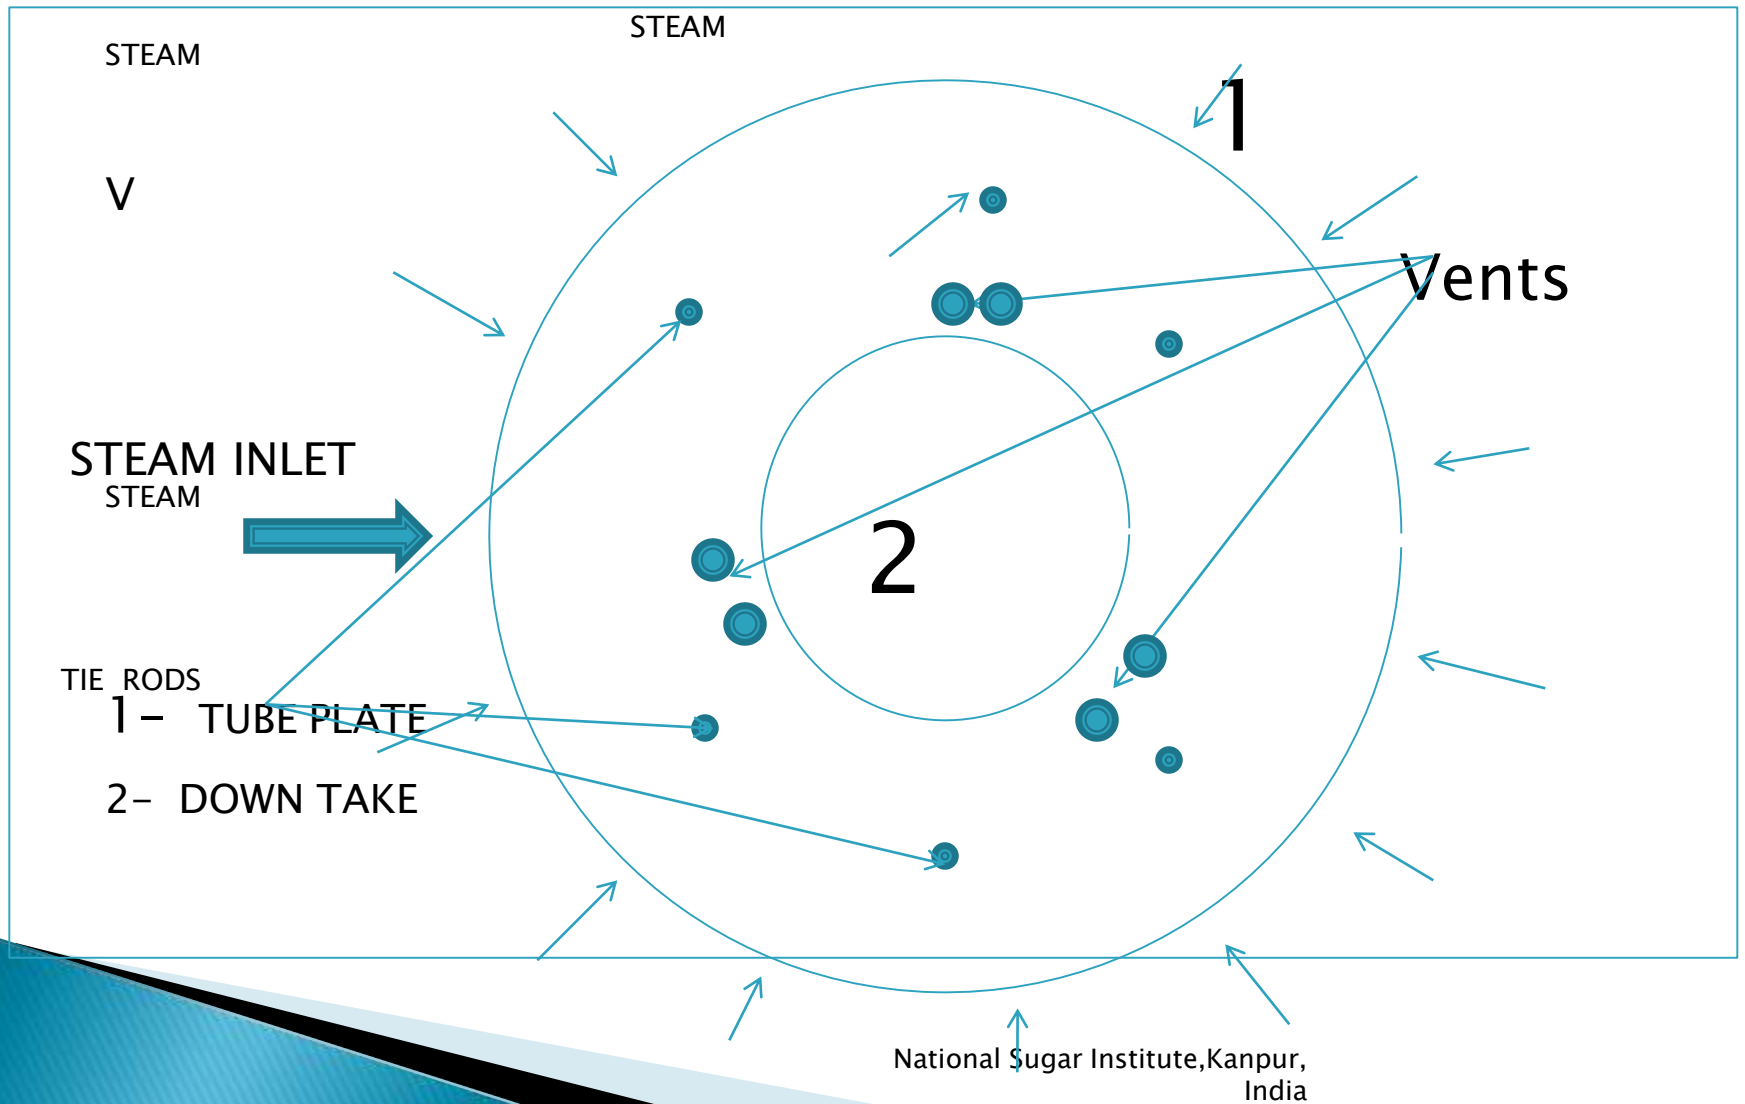 STEAM
STEAM
1
V
Vents
STEAM INLET
STEAM
2
TIE RODS
1- TUBE PLATE
2- DOWN TAKE
National Sugar Institute,Kanpur,
India